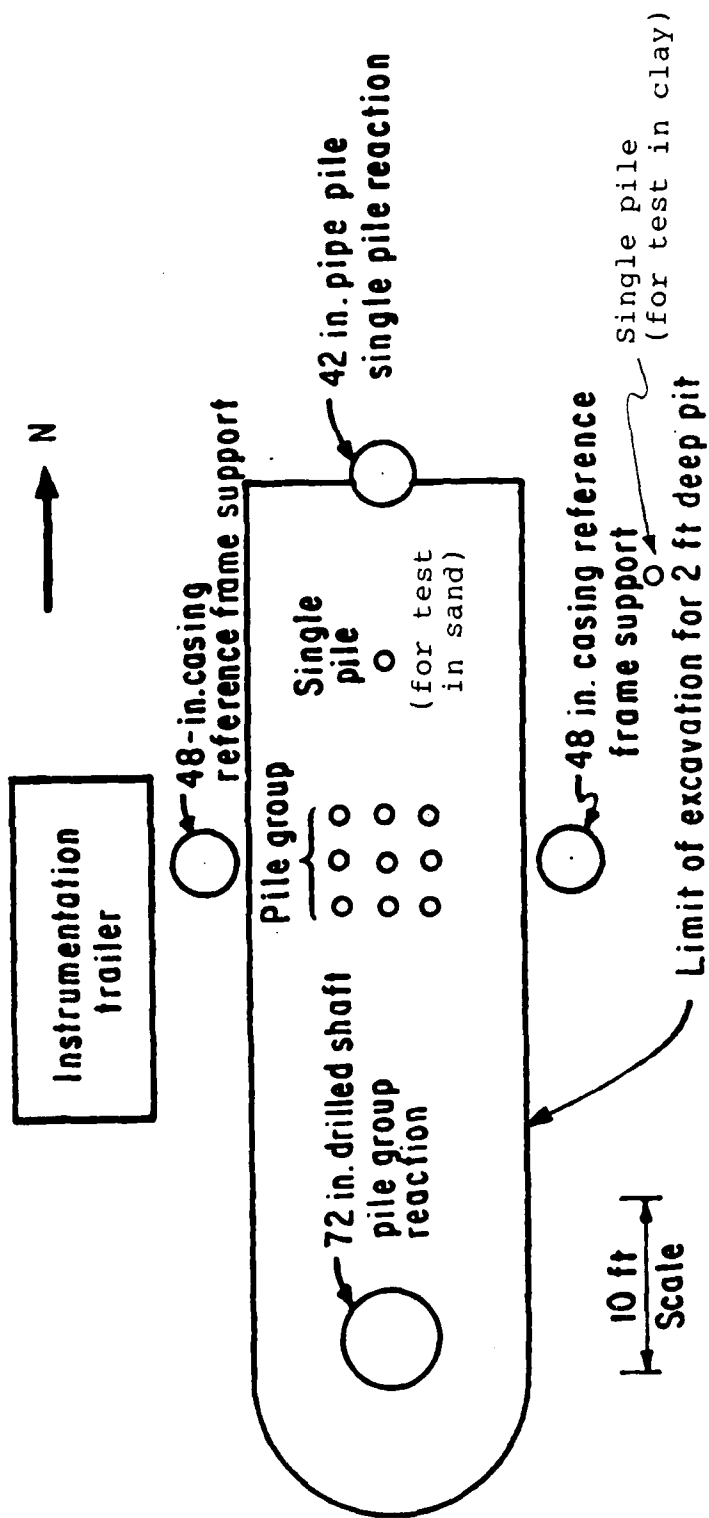 Instrumentation
trailer
N
48-in.casing
reference frame support
Pile group
Single
pile
(for test
in sand)
42 in. pipe pile
single pile reaction
72 in. drilled shaft
pile group
reaction
48 in. casing reference
frame support
Single pile
(for test in clay)
Limit of excavation for 2 ft deep pit
10 ft
Scale